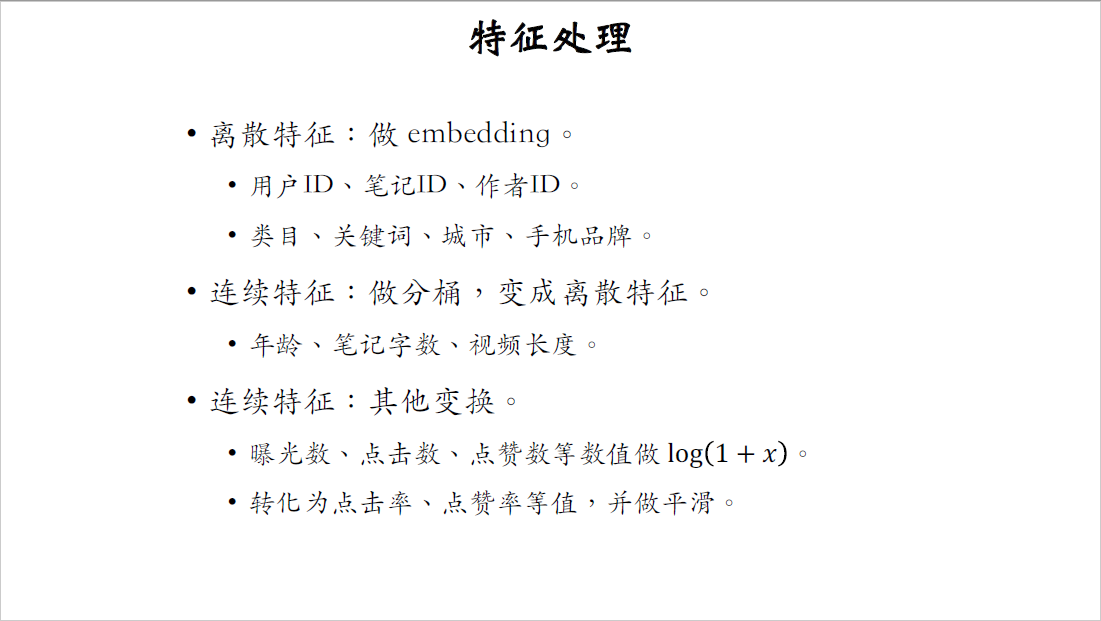 特征处理
• 离散特征：做 embedding。
• 用户ID、笔记ID、作者ID。
• 类目、关键词、城市、手机品牌。
• 连续特征：做分桶，变成离散特征。
• 年龄、笔记字数、视频长度。
• 连续特征：其他变换。
• 曝光数、点击数、点赞数等数值做 log(1 + x)。
• 转化为点击率、点赞率等值，并做平滑。